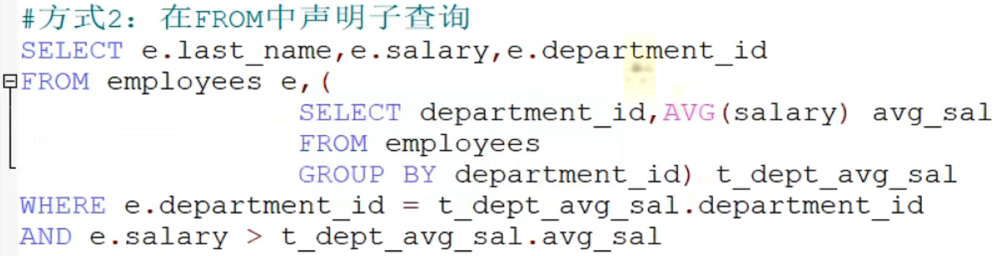 #方式2：在FROM中声明子查询
SELECT e.last_name,e.salary,e.department_id
FROM employees e,(
SELECT department_id,AVG(salary) avg_sal
FROM employees
GROUP BY department_id) t_dept_avg_sal
WHERE e.department_id = t_dept_avg_sal.department_id
AND e.salary > t_dept_avg_sal.avg_sal